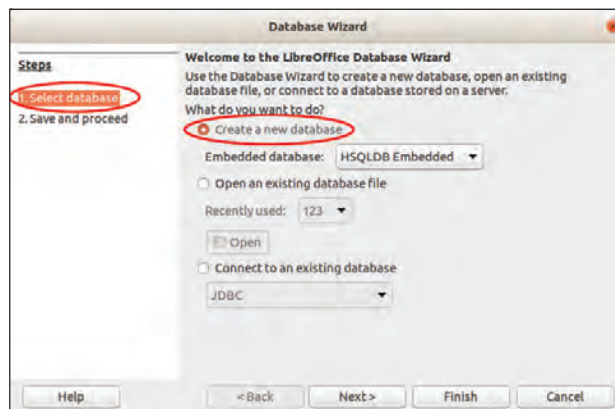 Database Wizard
Steps
1. Select database
2. Save and proceed
Welcome to the LibreOffice Database Wizard
Use the Database Wizard to create a new database, open an existing
database file, or connect to a database stored on a server.
What do you want to do?
Create a new database
Embedded database: HSQLDB Embedded
Open an existing database file
Recently used: 123
Open
Connect to an existing database
JDBC
Help
< Back
Next >
Finish
Cancel